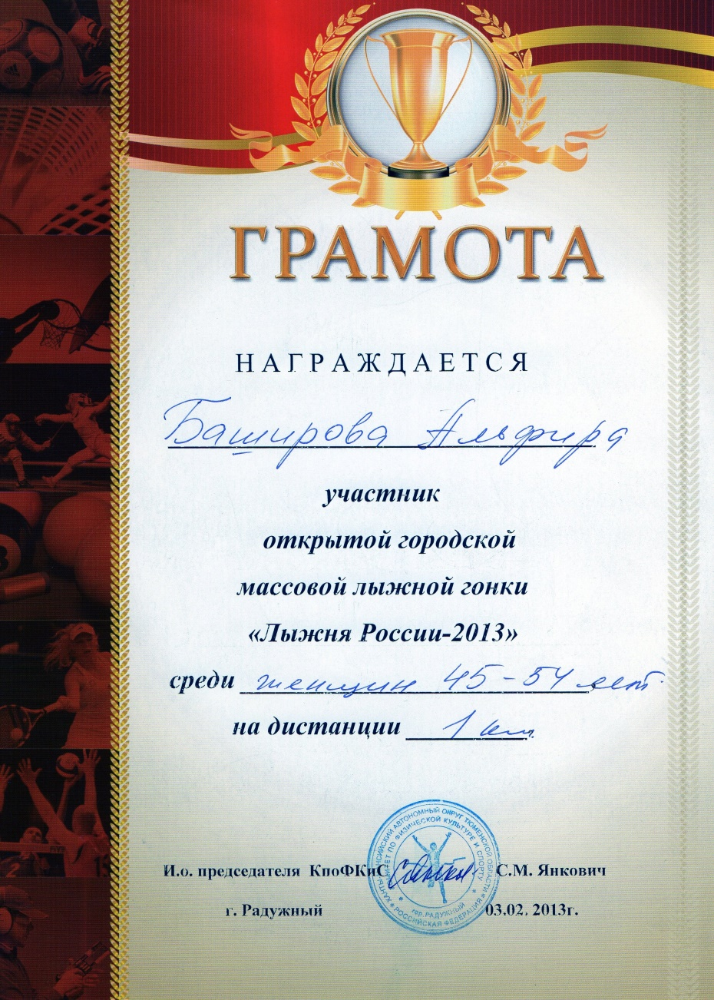 ГРАМОТА
НАГРАЖДАЕТСЯ
Баширова Альфира
участник
открытой городской
массовой лыжной гонки
«Лыжня России-2013»
среди женщин 45-54 лет
на дистанции 1 км.
ХАНТЫ-МАНСИЙСКИЙ АВТОНОМНЫЙ ОКРУГ ТЮМЕНСКОЙ ОБЛАСТИ * РОССИЙСКАЯ ФЕДЕРАЦИЯ *
КОМИТЕТ ПО ФИЗИЧЕСКОЙ КУЛЬТУРЕ И СПОРТУ
* гор. РАДУЖНЫЙ *
И.о. председателя КпоФКиС С.М. Янкович
г. Радужный 03.02. 2013г.